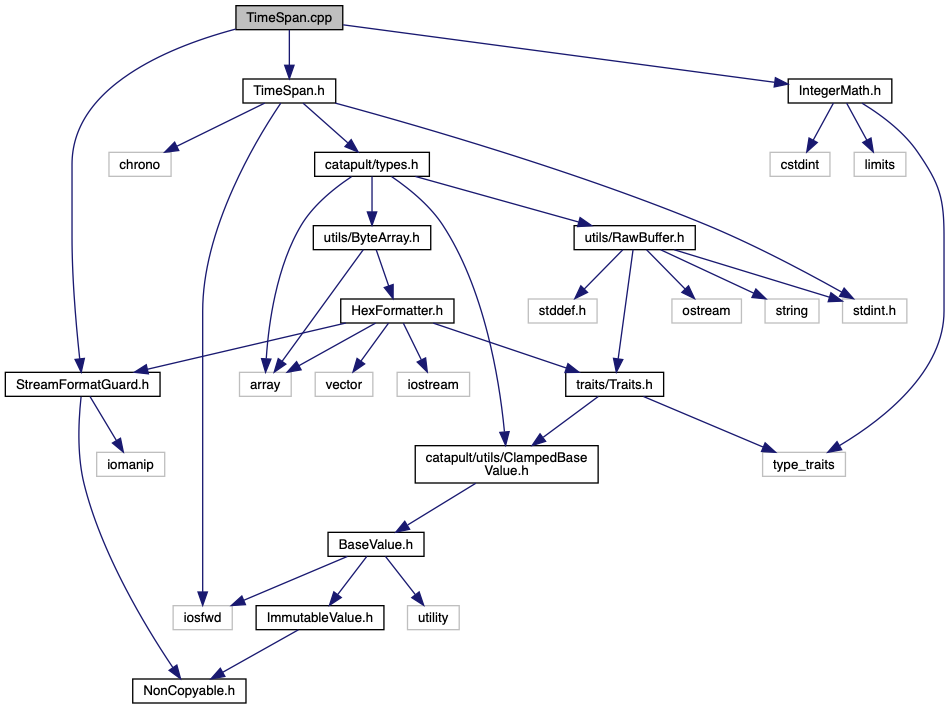 TimeSpan.cpp
TimeSpan.h
IntegerMath.h
chrono
catapult/types.h
cstdint
limits
utils/ByteArray.h
utils/RawBuffer.h
HexFormatter.h
stddef.h
ostream
string
stdint.h
StreamFormatGuard.h
array
vector
iostream
traits/Traits.h
iomanip
catapult/utils/ClampedBase
Value.h
type_traits
BaseValue.h
iosfwd
ImmutableValue.h
utility
NonCopyable.h